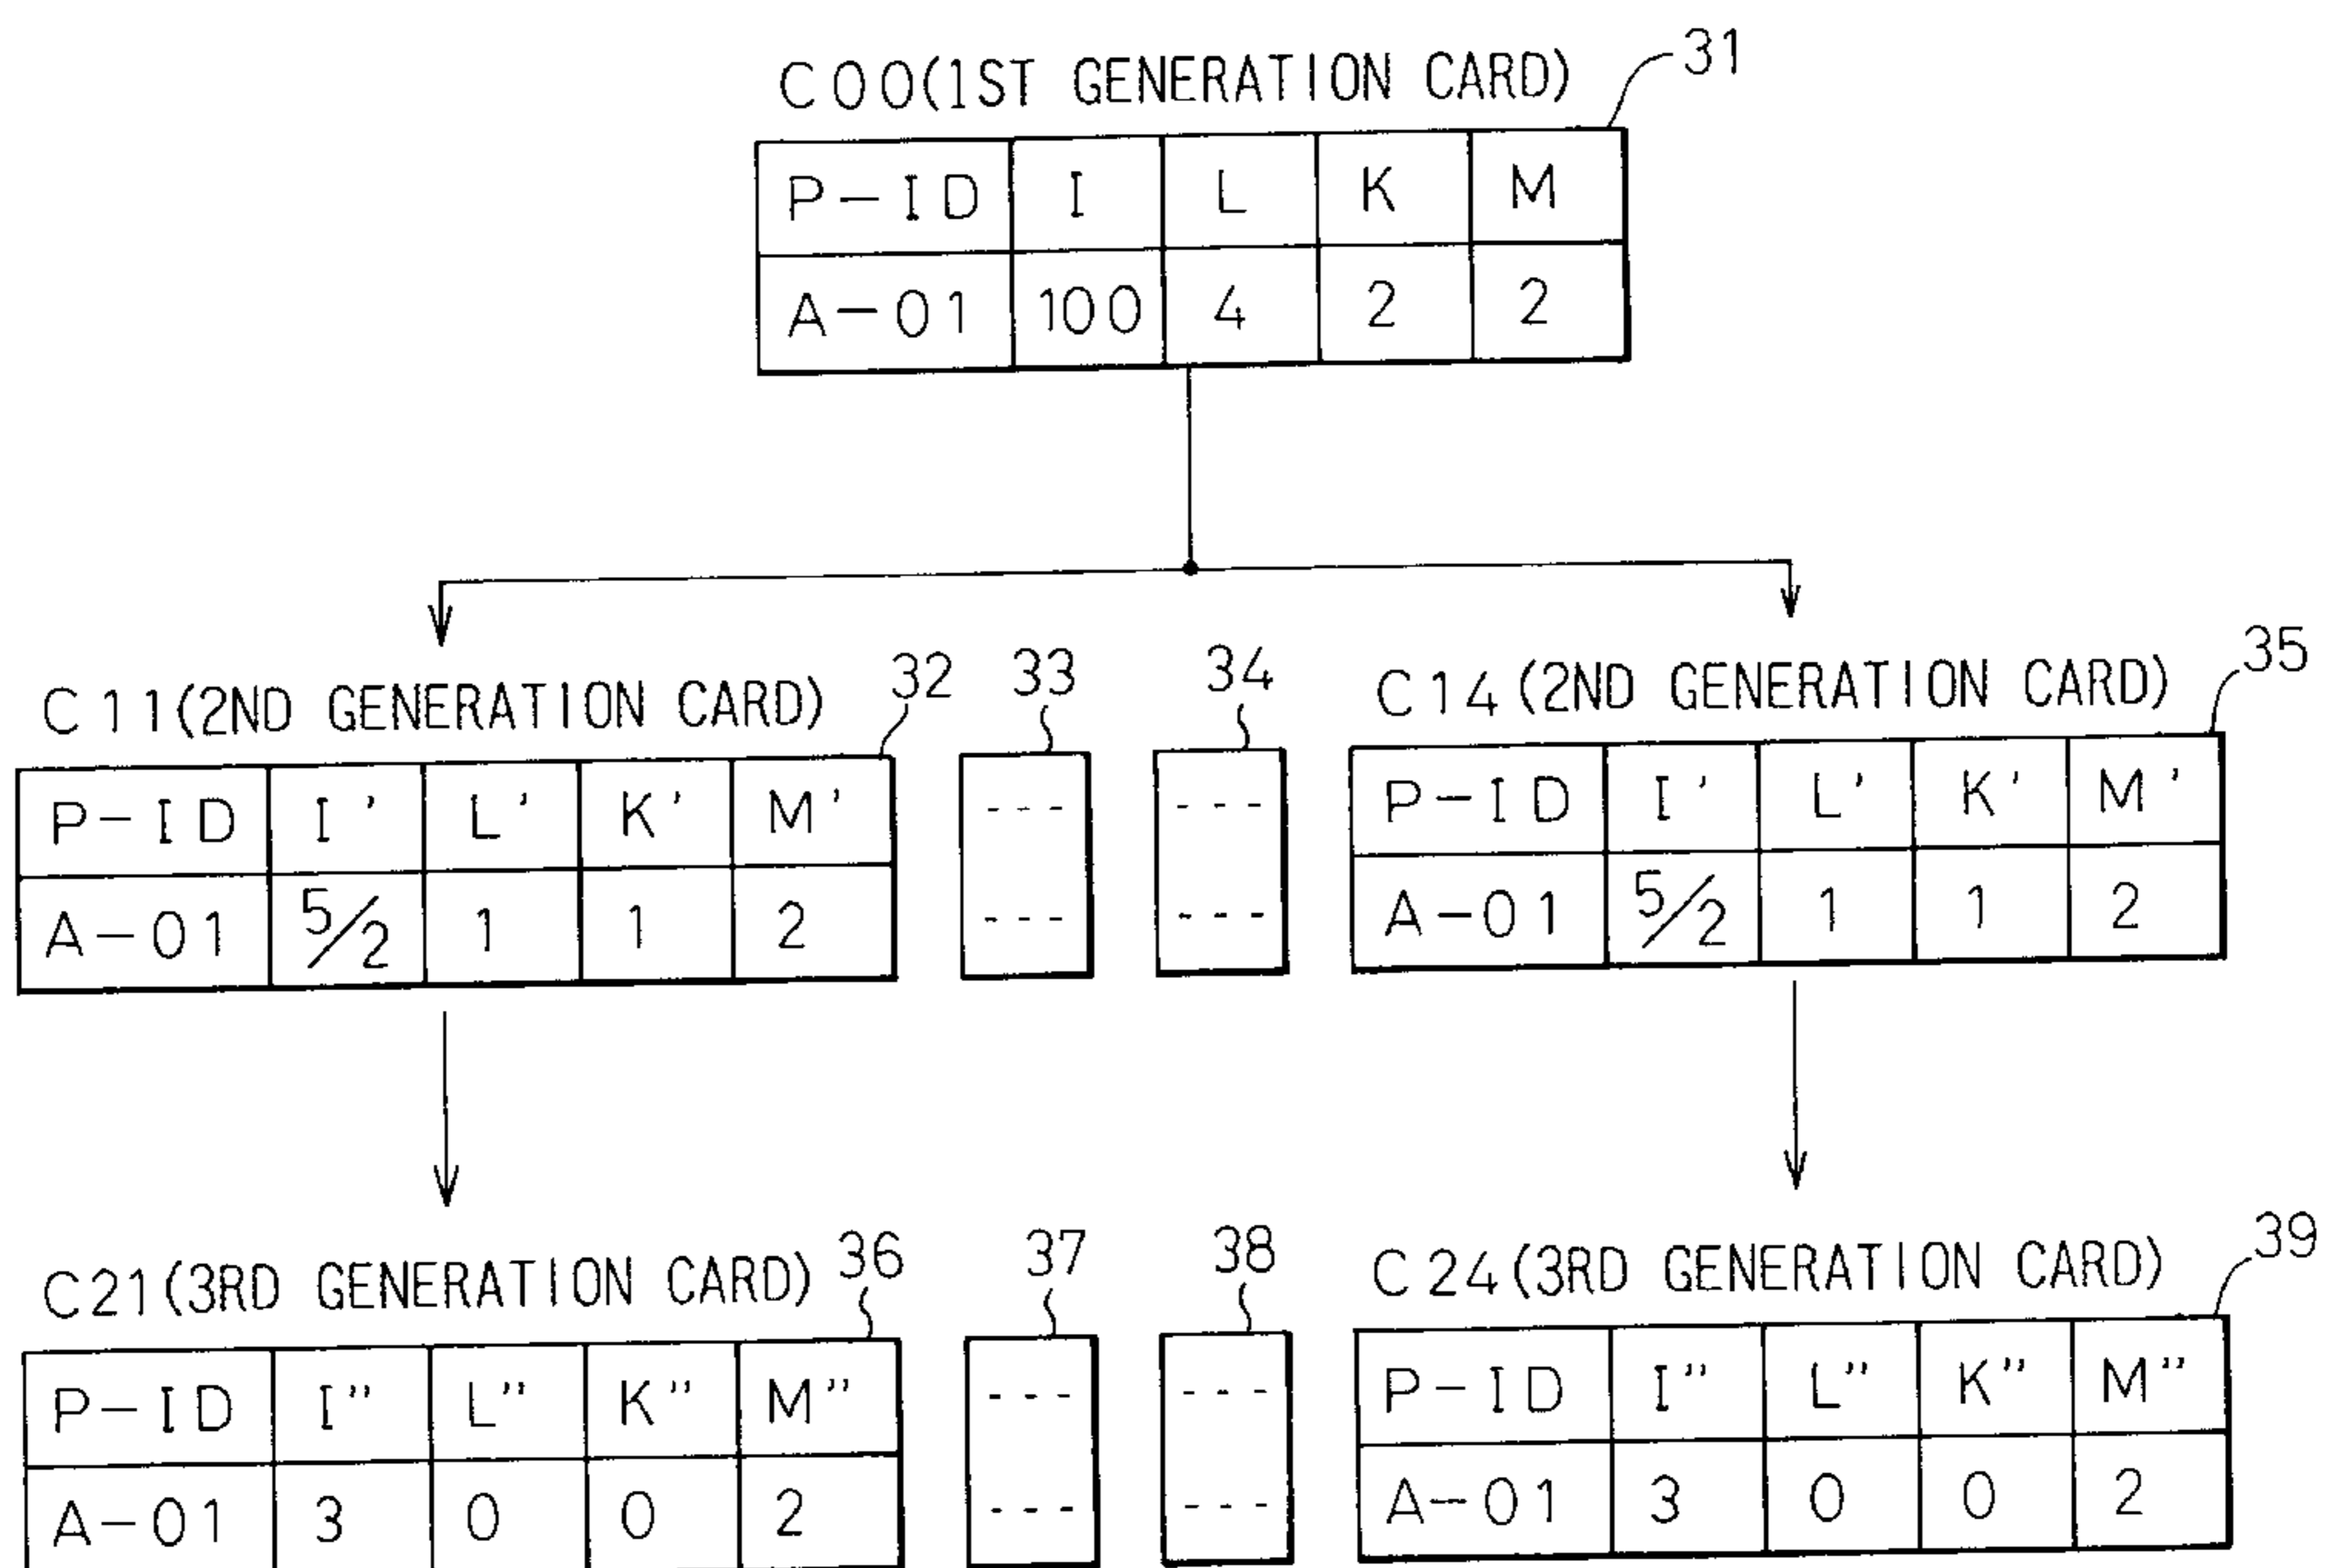 C00(1ST GENERATION CARD) 31
P-ID I L K M
A-01 100 4 2 2
C11(2ND GENERATION CARD) 32 33 34 C14(2ND GENERATION CARD) 35
P-ID I' L' K' M' --- --- P-ID I' L' K' M'
A-01 5/2 1 1 2 --- --- A-01 5/2 1 1 2
C21(3RD GENERATION CARD) 36 37 38 C24(3RD GENERATION CARD) 39
P-ID I" L" K" M" --- --- P-ID I" L" K" M"
A-01 3 0 0 2 --- --- A-01 3 0 0 2